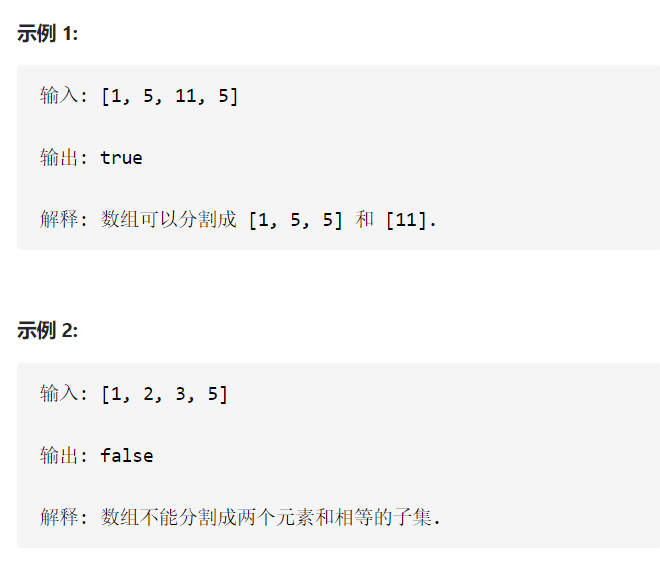 示例 1:
输入: [1, 5, 11, 5]
输出: true
解释: 数组可以分割成 [1, 5, 5] 和 [11].
示例 2:
输入: [1, 2, 3, 5]
输出: false
解释: 数组不能分割成两个元素和相等的子集.